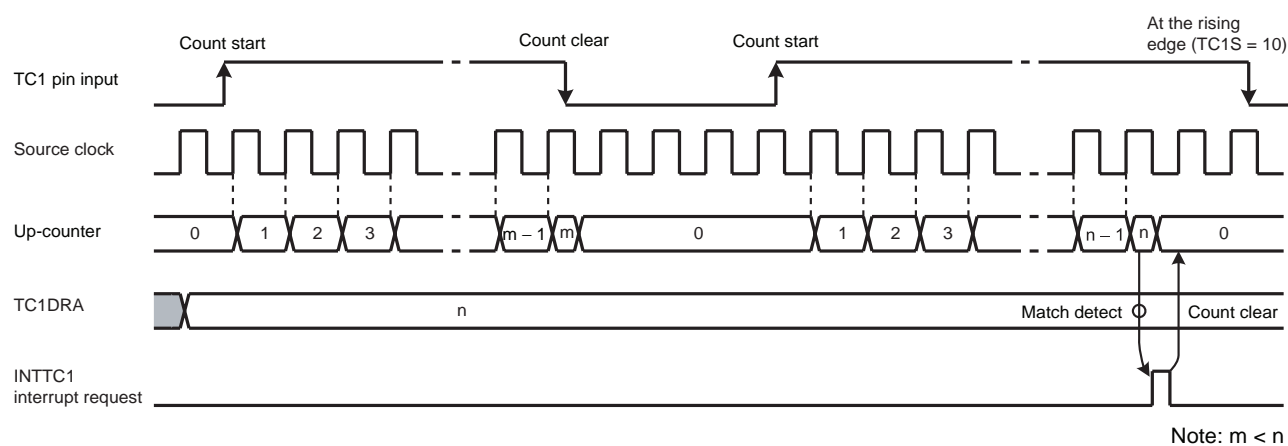 At the rising
edge (TC1S = 10)
Count start
Count clear
Count start
TC1 pin input
Source clock
Up-counter
0 1 2 3 m – 1 m 0 1 2 3 n – 1 n 0
TC1DRA
n
Match detect
Count clear
INTTC1
interrupt request
Note: m < n